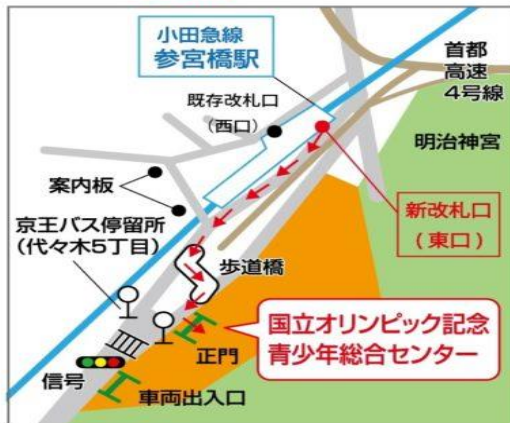 小田急線
参宮橋駅
首都
高速
4号線
既存改札口
(西口)
明治神宮
案内板
新改札口
(東口)
京王バス停留所
(代々木5丁目)
歩道橋
国立オリンピック記念
青少年総合センター
正門
信号
車両出入口